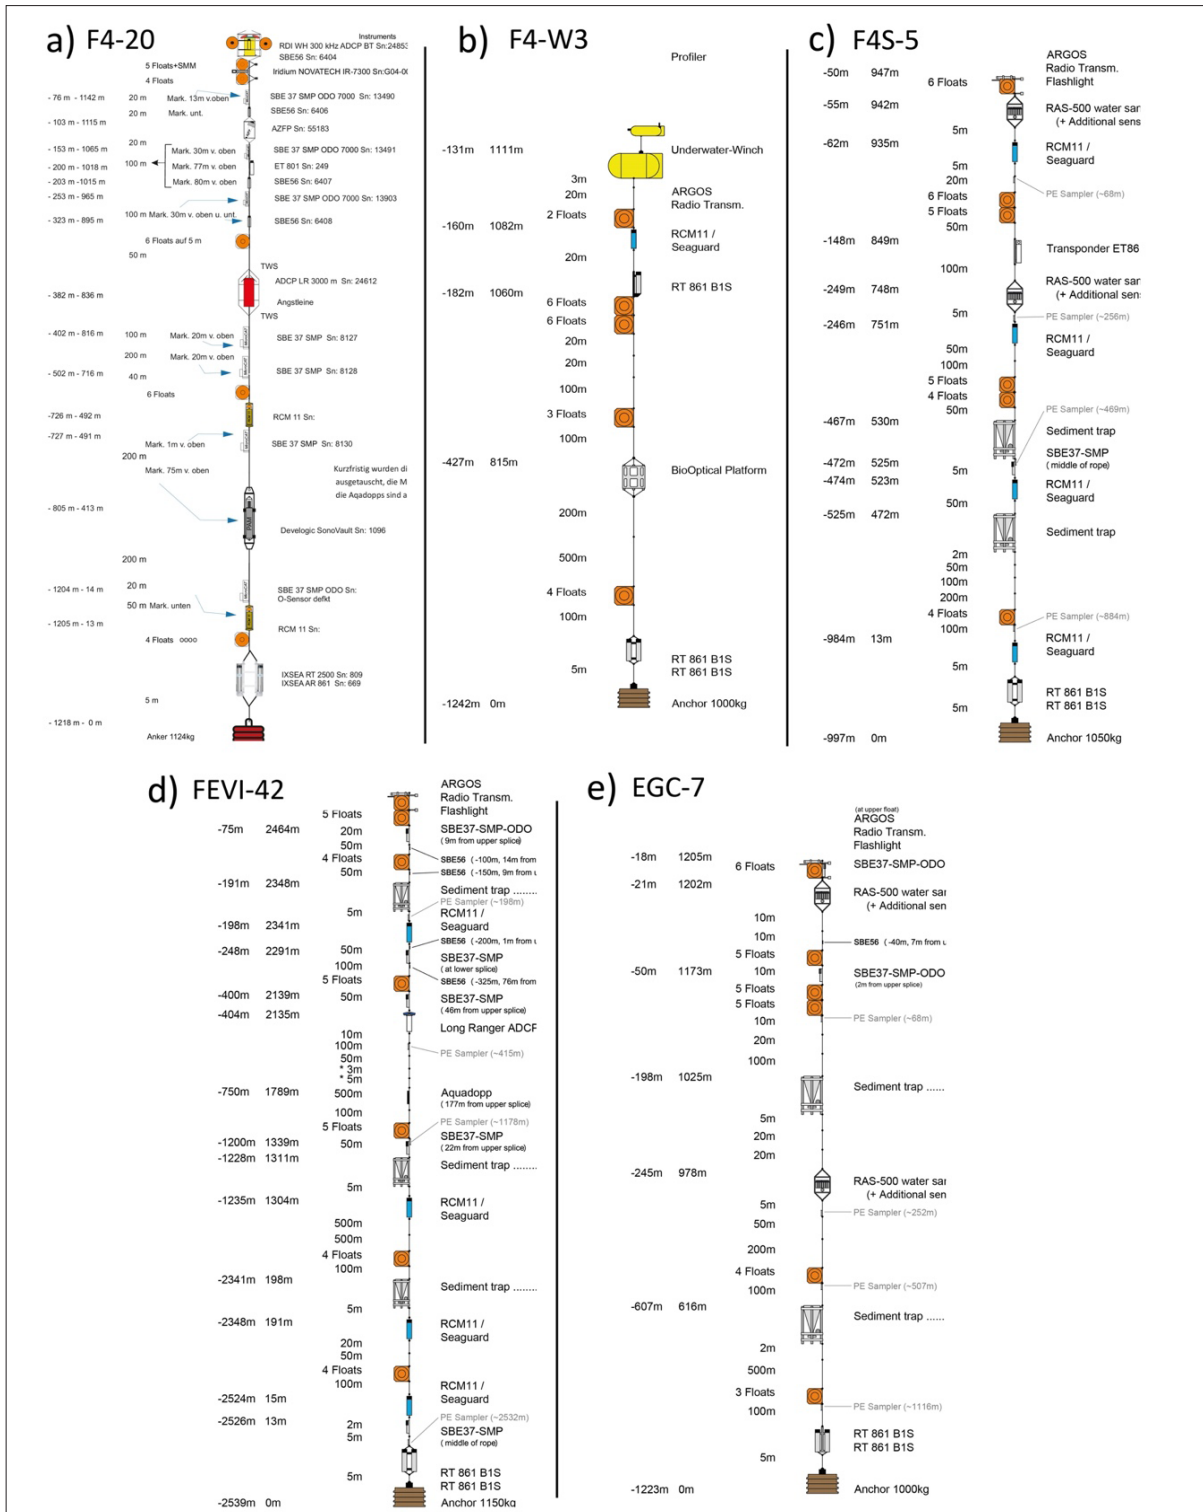 a) F4-20
Instruments
RDI WH 300 kHz ADCP BT Sn:24853
SBE56 Sn: 6404
5 Floats+SMM
Iridium NOVATECH IR-7300 Sn:G04-0
4 Floats
- 76 m - 1142 m 20 m Mark. 13m v.oben SBE 37 SMP ODO 7000 Sn: 13490
20 m Mark. unt. SBE56 Sn: 6406
- 103 m - 1115 m AZFP Sn: 55183
20 m
- 153 m - 1065 m Mark. 30m v. oben SBE 37 SMP ODO 7000 Sn: 13491
- 200 m - 1018 m 100 m Mark. 77m v. oben ET 801 Sn: 249
- 203 m -1015 m Mark. 80m v. oben SBE56 Sn: 6407
- 253 m - 965 m SBE 37 SMP ODO 7000 Sn: 13903
100 m Mark. 30m v. oben u. unt.
- 323 m - 895 m SBE56 Sn: 6408
6 Floats auf 5 m
50 m
TWS
ADCP LR 3000 m Sn: 24612
- 382 m - 836 m Angstleine
TWS
- 402 m - 816 m 100 m Mark. 20m v. oben SBE 37 SMP Sn: 8127
200 m Mark. 20m v. oben
- 502 m - 716 m 40 m SBE 37 SMP Sn: 8128
6 Floats
-726 m - 492 m RCM 11 Sn:
-727 m - 491 m Mark. 1m v. oben SBE 37 SMP Sn: 8130
200 m
Mark. 75m v. oben
Kurzfristig wurden di
ausgetauscht, die M
die Aqadopps sind a
- 805 m - 413 m
Develogic SonoVault Sn: 1096
200 m
- 1204 m - 14 m 20 m SBE 37 SMP ODO Sn:
O-Sensor defkt
50 m Mark. unten
- 1205 m - 13 m RCM 11 Sn:
4 Floats oooo
IXSEA RT 2500 Sn: 809
IXSEA AR 861 Sn: 669
5 m
- 1218 m - 0 m
Anker 1124kg
b) F4-W3
Profiler
-131m 1111m Underwater-Winch
3m
20m ARGOS
Radio Transm.
2 Floats
-160m 1082m RCM11 /
Seaguard
20m
-182m 1060m RT 861 B1S
6 Floats
6 Floats
20m
20m
100m
3 Floats
100m
-427m 815m BioOptical Platform
200m
500m
4 Floats
100m
RT 861 B1S
5m RT 861 B1S
-1242m 0m Anchor 1000kg
c) F4S-5
ARGOS
-50m 947m Radio Transm.
6 Floats Flashlight
-55m 942m RAS-500 water sar
(+ Additional sens
5m
-62m 935m RCM11 /
Seaguard
5m
20m PE Sampler (~68m)
6 Floats
5 Floats
50m
-148m 849m Transponder ET86
100m
-249m 748m RAS-500 water sar
(+ Additional sens
5m PE Sampler (~256m)
-246m 751m RCM11 /
50m Seaguard
100m
5 Floats
4 Floats
50m PE Sampler (~469m)
-467m 530m Sediment trap
-472m 525m SBE37-SMP
5m (middle of rope)
-474m 523m RCM11 /
50m Seaguard
-525m 472m
Sediment trap
2m
50m
100m
200m
4 Floats PE Sampler (~884m)
100m
-984m 13m RCM11 /
Seaguard
5m
RT 861 B1S
5m RT 861 B1S
-997m 0m Anchor 1050kg
d) FEVI-42
ARGOS
Radio Transm.
5 Floats Flashlight
-75m 2464m 20m SBE37-SMP-ODO
(9m from upper splice)
50m
4 Floats SBE56 (-100m, 14m from
50m SBE56 (-150m, 9m from u
-191m 2348m Sediment trap ........
PE Sampler (~198m)
5m RCM11 /
-198m 2341m Seaguard
SBE56 (-200m, 1m from u
-248m 2291m 50m SBE37-SMP
100m (at lower splice)
5 Floats SBE56 (-325m, 76m from
-400m 2139m 50m SBE37-SMP
(46m from upper splice)
-404m 2135m Long Ranger ADCP
10m
100m PE Sampler (~415m)
50m
* 3m
* 5m
-750m 1789m 500m Aquadopp
(177m from upper splice)
100m
5 Floats PE Sampler (~1178m)
-1200m 1339m 50m SBE37-SMP
(22m from upper splice)
-1228m 1311m Sediment trap ........
5m
-1235m 1304m RCM11 /
Seaguard
500m
500m
4 Floats
100m
-2341m 198m Sediment trap ........
5m
-2348m 191m RCM11 /
Seaguard
20m
50m
4 Floats
100m RCM11 /
-2524m 15m Seaguard
-2526m 13m 2m PE Sampler (~2532m)
5m SBE37-SMP
(middle of rope)
5m RT 861 B1S
RT 861 B1S
-2539m 0m Anchor 1150kg
e) EGC-7
(at upper float)
ARGOS
Radio Transm.
Flashlight
-18m 1205m 6 Floats SBE37-SMP-ODO
-21m 1202m RAS-500 water sar
(+ Additional sen
10m
10m SBE56 (-40m, 7m from u
5 Floats
-50m 1173m 10m SBE37-SMP-ODO
(2m from upper splice)
5 Floats
5 Floats
10m PE Sampler (~68m)
20m
100m
-198m 1025m Sediment trap ......
5m
20m
20m
-245m 978m RAS-500 water sar
(+ Additional sen
5m PE Sampler (~252m)
50m
200m
4 Floats
100m PE Sampler (~507m)
-607m 616m Sediment trap ......
2m
500m
3 Floats
100m PE Sampler (~1116m)
RT 861 B1S
RT 861 B1S
5m
-1223m 0m Anchor 1000kg